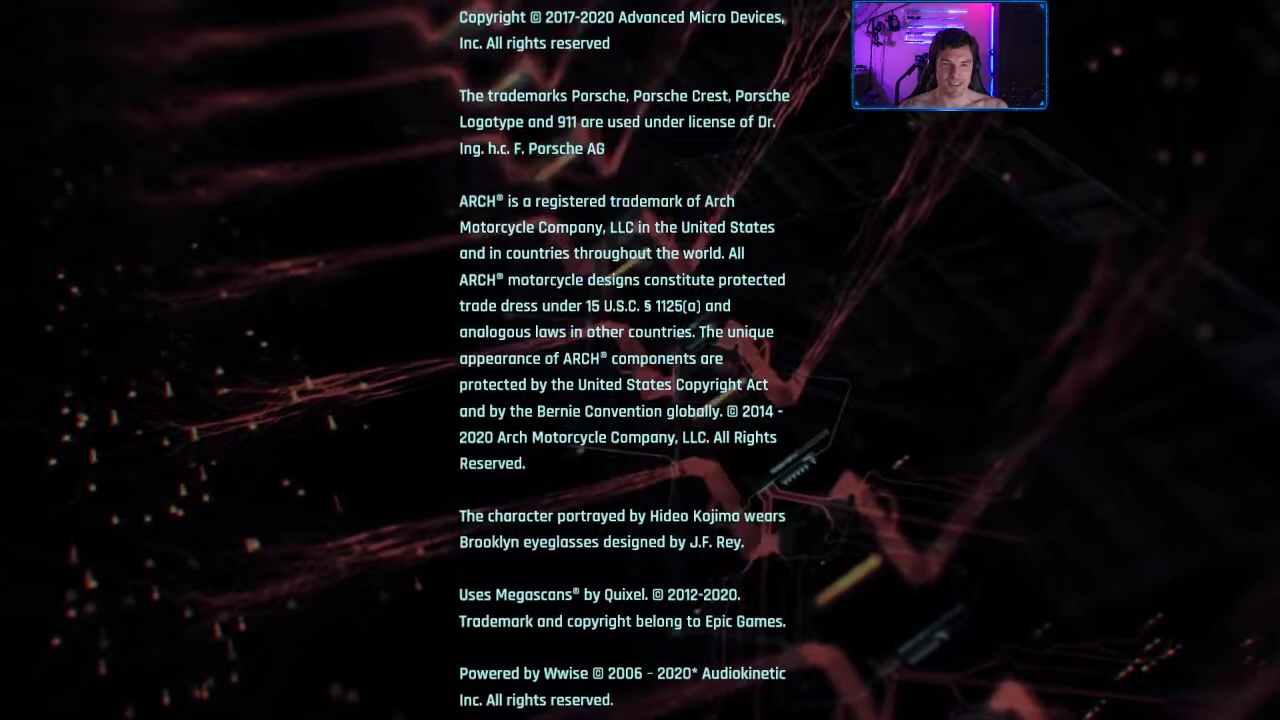 Copyright © 2017-2020 Advanced Micro Devices,
Inc. All rights reserved
The trademarks Porsche, Porsche Crest, Porsche
Logotype and 911 are used under license of Dr.
Ing. h.c. F. Porsche AG
ARCH® is a registered trademark of Arch
Motorcycle Company, LLC in the United States
and in countries throughout the world. All
ARCH® motorcycle designs constitute protected
trade dress under 15 U.S.C. § 1125(a) and
analogous laws in other countries. The unique
appearance of ARCH® components are
protected by the United States Copyright Act
and by the Bernie Convention globally. © 2014 -
2020 Arch Motorcycle Company, LLC. All Rights
Reserved.
The character portrayed by Hideo Kojima wears
Brooklyn eyeglasses designed by J.F. Rey.
Uses Megascans® by Quixel. © 2012-2020.
Trademark and copyright belong to Epic Games.
Powered by Wwise © 2006 - 2020* Audiokinetic
Inc. All rights reserved.